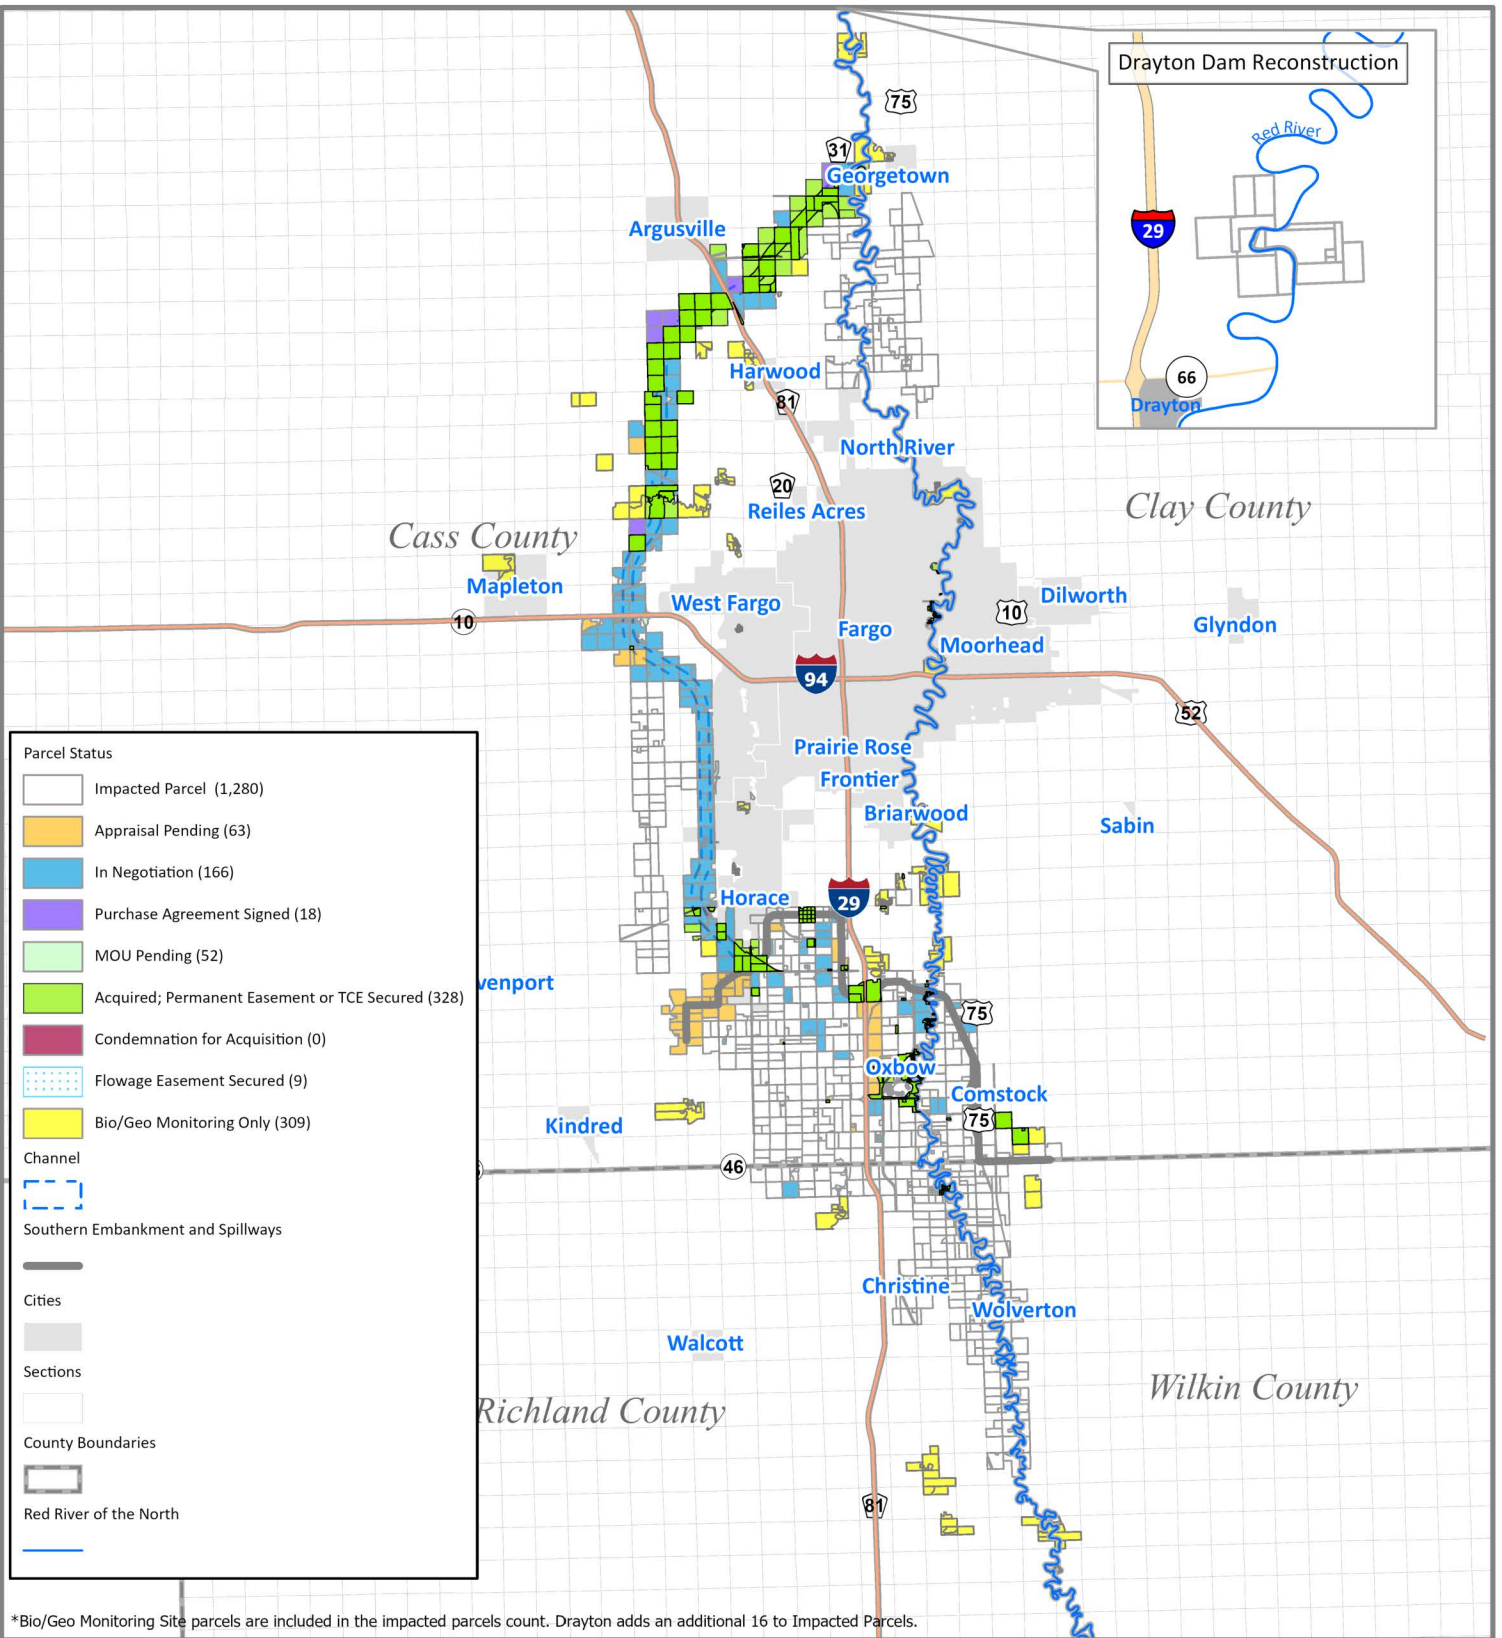 Drayton Dam Reconstruction
75
Red River
31
Georgetown
Argusville
29
Harwood
66
81
Drayton
North River
20
Reiles Acres
Clay County
Cass County
Mapleton
West Fargo
Dilworth
10
10
Fargo
Glyndon
Moorhead
94
52
Prairie Rose
Frontier
Briarwood
Sabin
Horace
29
venport
75
Oxbow
Comstock
75
Kindred
46
Christine
Wolverton
Walcott
Wilkin County
Richland County
81
Parcel Status
Impacted Parcel (1,280)
Appraisal Pending (63)
In Negotiation (166)
Purchase Agreement Signed (18)
MOU Pending (52)
Acquired; Permanent Easement or TCE Secured (328)
Condemnation for Acquisition (0)
Flowage Easement Secured (9)
Bio/Geo Monitoring Only (309)
Channel
Southern Embankment and Spillways
Cities
Sections
County Boundaries
Red River of the North
*Bio/Geo Monitoring Site parcels are included in the impacted parcels count. Drayton adds an additional 16 to Impacted Parcels.